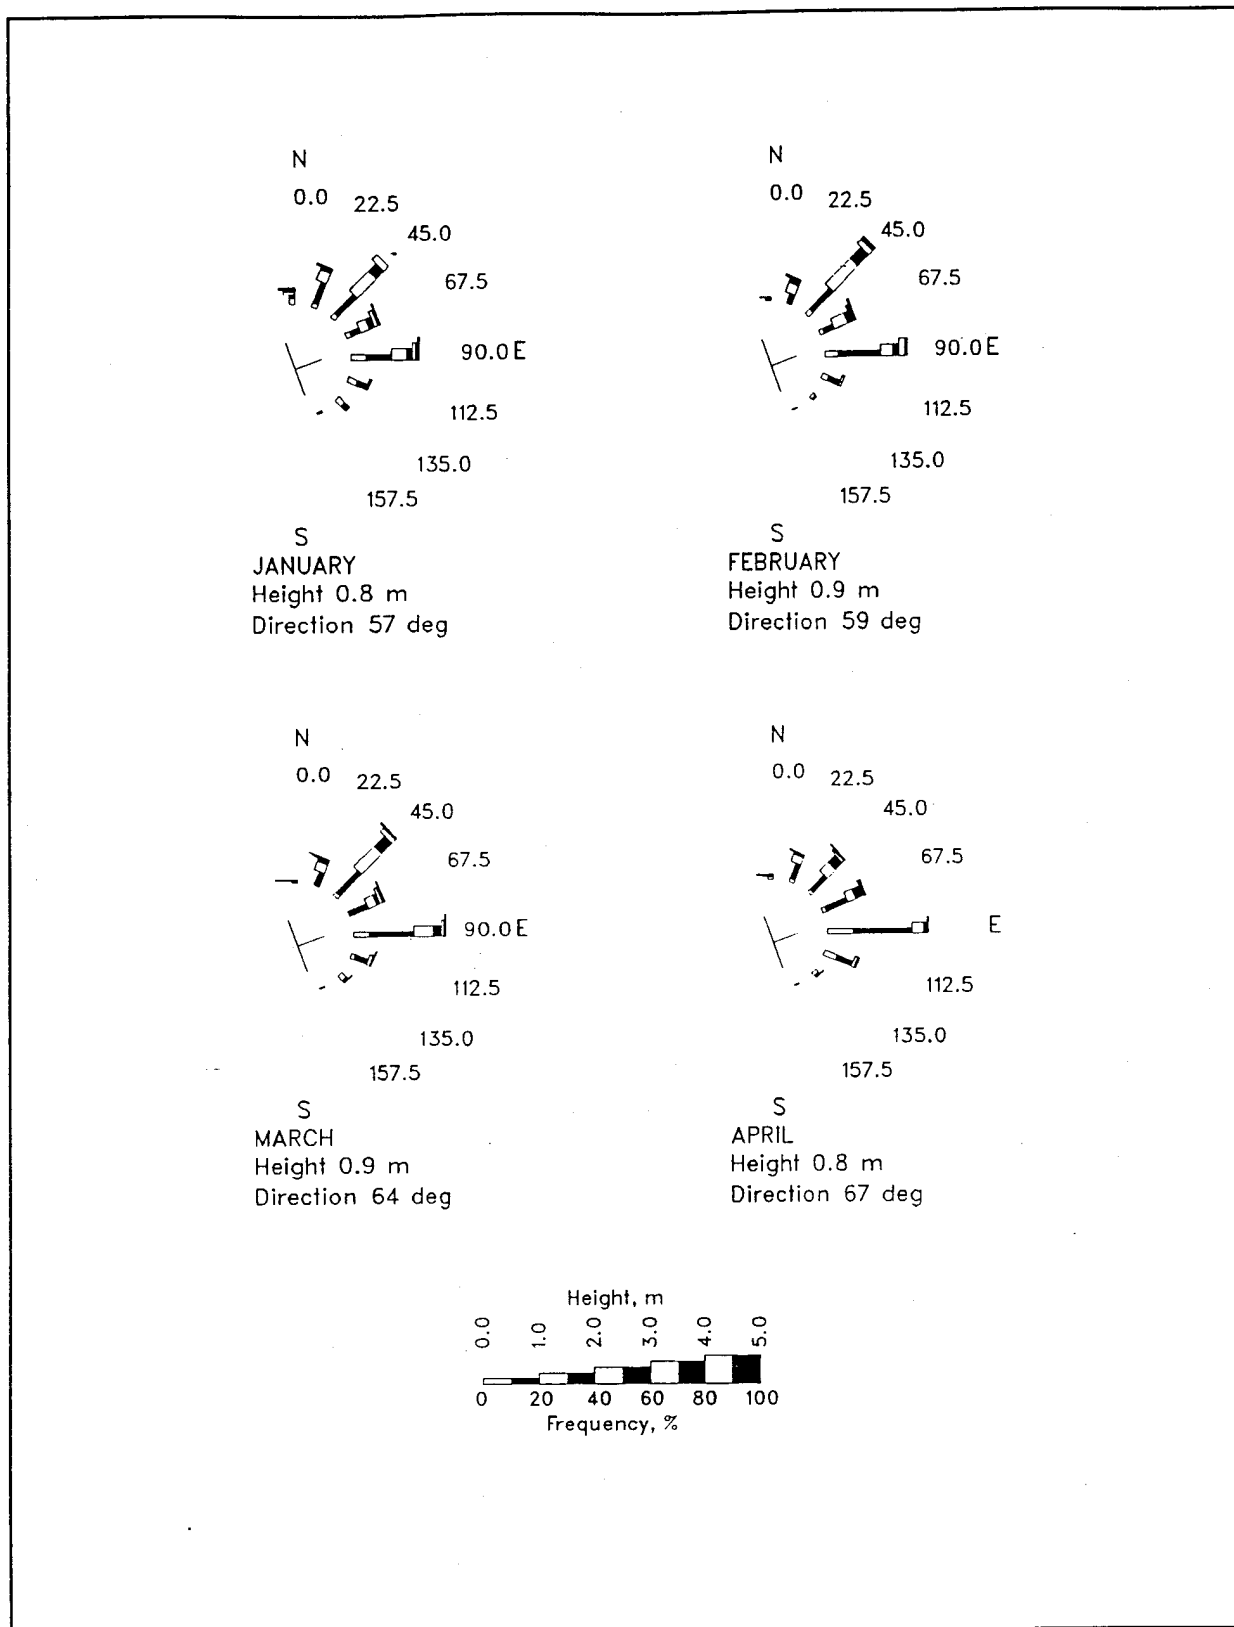 N
0.0 22.5
45.0
67.5
90.0 E
112.5
135.0
157.5
S
JANUARY
Height 0.8 m
Direction 57 deg
N
0.0 22.5
45.0
67.5
90.0 E
112.5
135.0
157.5
S
FEBRUARY
Height 0.9 m
Direction 59 deg
N
0.0 22.5
45.0
67.5
90.0 E
112.5
135.0
157.5
S
MARCH
Height 0.9 m
Direction 64 deg
N
0.0 22.5
45.0
67.5
E
112.5
135.0
157.5
S
APRIL
Height 0.8 m
Direction 67 deg
Height, m
0.0 1.0 2.0 3.0 4.0 5.0
0 20 40 60 80 100
Frequency, %